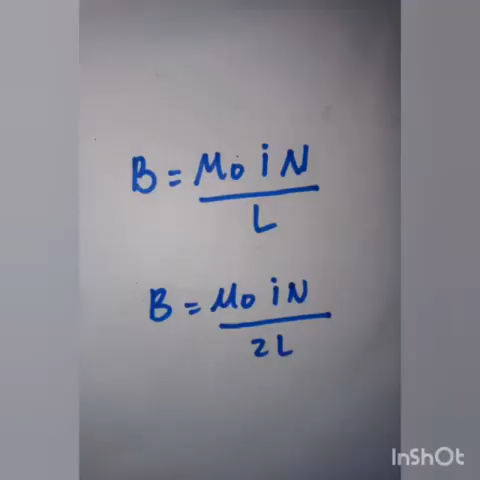 B = μ₀ i N / L
B = μ₀ i N / 2L
InShOt